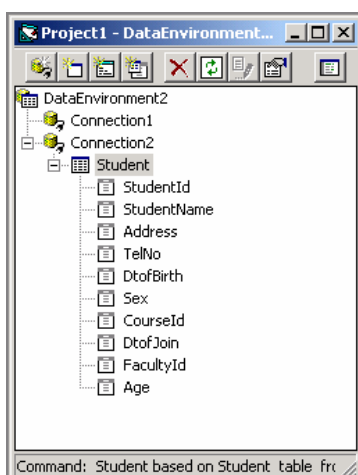 Project1 - DataEnvironment...
DataEnvironment2
Connection1
Connection2
Student
StudentId
StudentName
Address
TelNo
DtofBirth
Sex
CourseId
DtofJoin
FacultyId
Age
Command: Student based on Student table fro